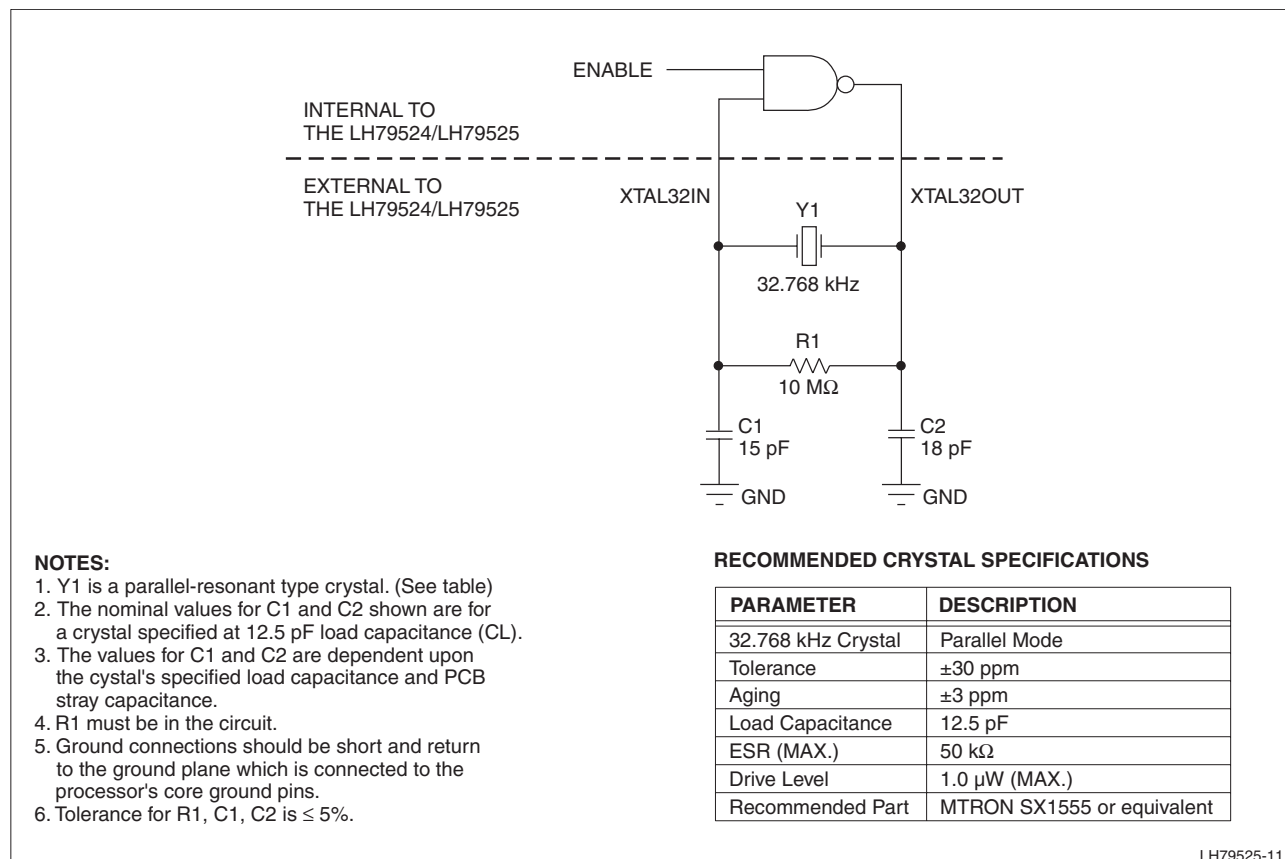 ENABLE
INTERNAL TO
THE LH79524/LH79525
EXTERNAL TO
THE LH79524/LH79525
XTAL32IN
XTAL32OUT
Y1
32.768 kHz
R1
10 MΩ
C1
15 pF
C2
18 pF
GND
GND
NOTES:
1. Y1 is a parallel-resonant type crystal. (See table)
2. The nominal values for C1 and C2 shown are for
a crystal specified at 12.5 pF load capacitance (CL).
3. The values for C1 and C2 are dependent upon
the cystal's specified load capacitance and PCB
stray capacitance.
4. R1 must be in the circuit.
5. Ground connections should be short and return
to the ground plane which is connected to the
processor's core ground pins.
6. Tolerance for R1, C1, C2 is ≤ 5%.
RECOMMENDED CRYSTAL SPECIFICATIONS
PARAMETER DESCRIPTION
32.768 kHz Crystal Parallel Mode
Tolerance ±30 ppm
Aging ±3 ppm
Load Capacitance 12.5 pF
ESR (MAX.) 50 kΩ
Drive Level 1.0 µW (MAX.)
Recommended Part MTRON SX1555 or equivalent
LH79525-11